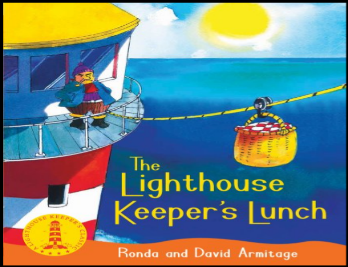 The
Lighthouse
Keeper's Lunch
Ronda and David Armitage